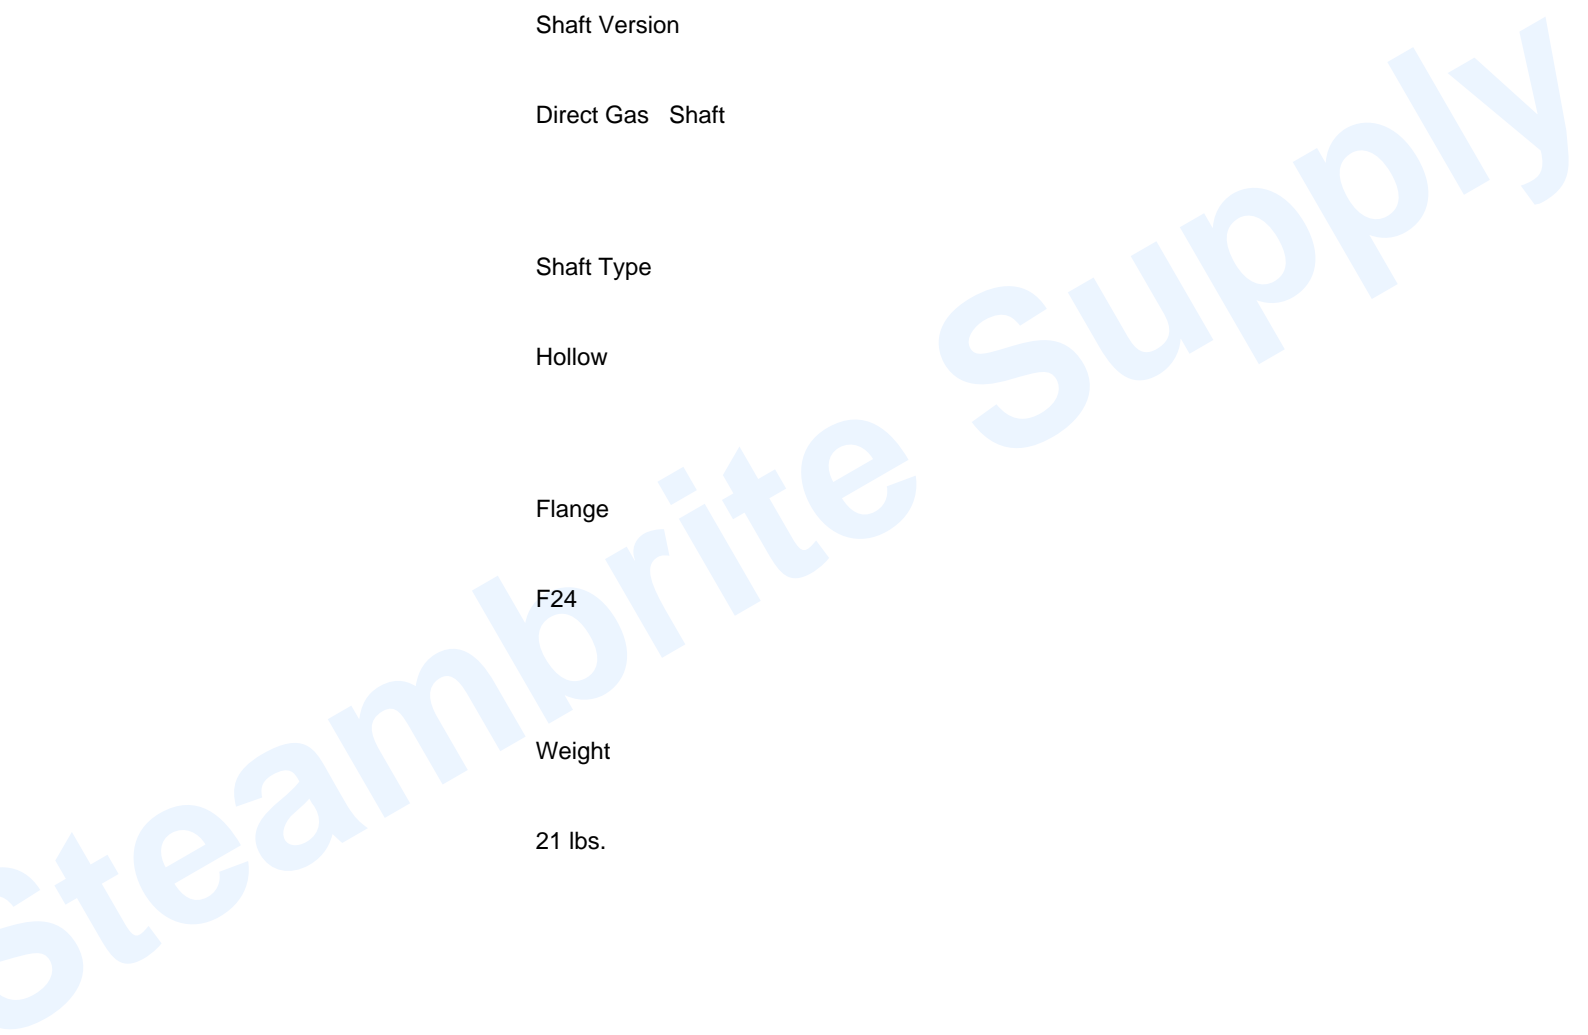 Shaft Version
Direct Gas   Shaft
Shaft Type
Hollow
Flange
F24
Weight
21 lbs.
Steambrite Supply